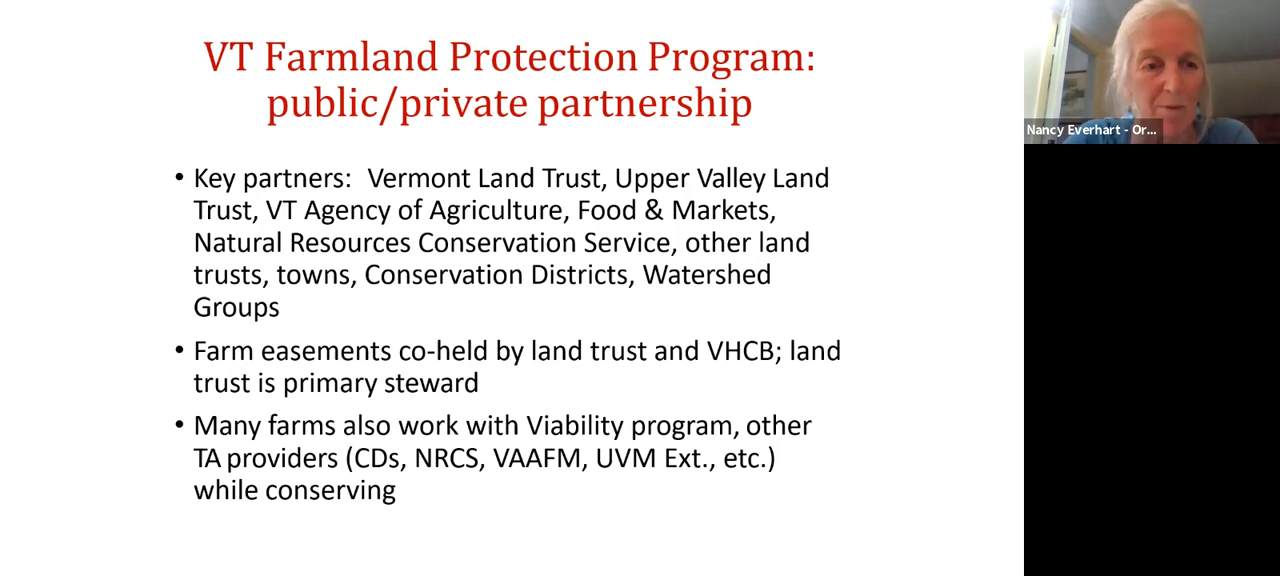 VT Farmland Protection Program:
public/private partnership
• Key partners:  Vermont Land Trust, Upper Valley Land
Trust, VT Agency of Agriculture, Food & Markets,
Natural Resources Conservation Service, other land
trusts, towns, Conservation Districts, Watershed
Groups
• Farm easements co-held by land trust and VHCB; land
trust is primary steward
• Many farms also work with Viability program, other
TA providers (CDs, NRCS, VAAFM, UVM Ext., etc.)
while conserving
Nancy Everhart - Or...